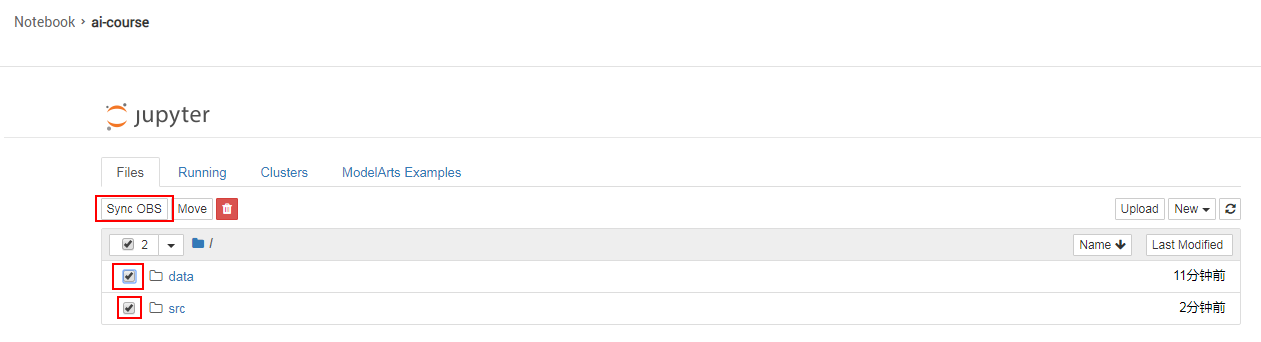 Notebook › ai-course
jupyter
Files Running Clusters ModelArts Examples
Sync OBS Move Upload New
2 / Name Last Modified
data 11分钟前
src 2分钟前